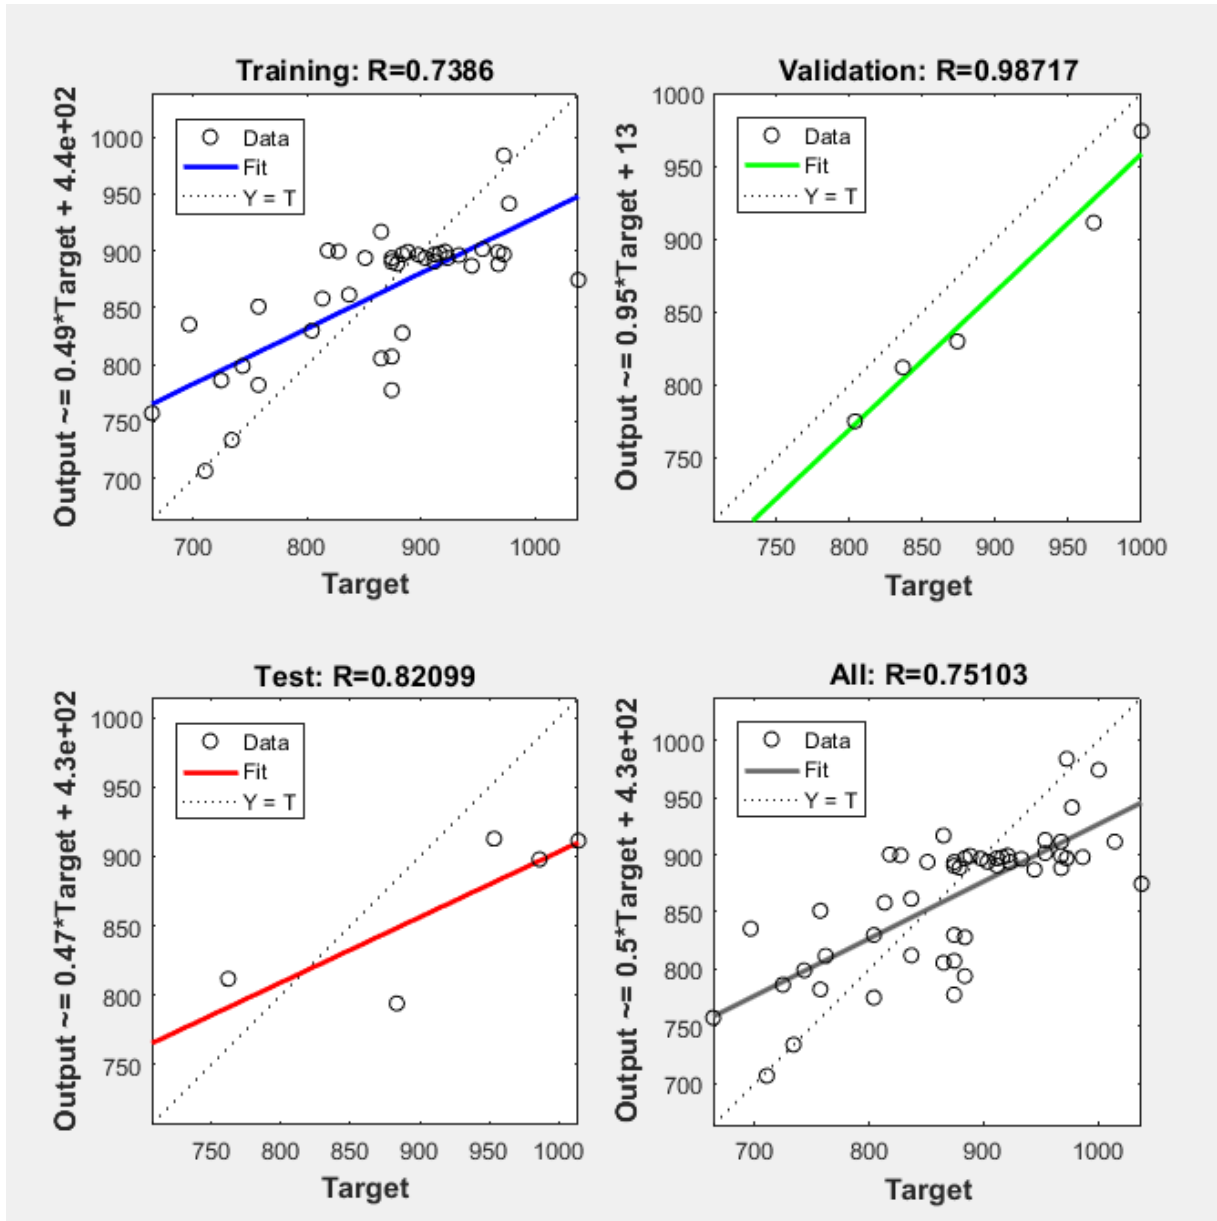 Training: R=0.7386
Output ~= 0.49*Target + 4.4e+02
1000
950
900
850
800
750
700
Data
Fit
Y = T
700 800 900 1000
Target
Validation: R=0.98717
Output ~= 0.95*Target + 13
1000
950
900
850
800
750
Data
Fit
Y = T
750 800 850 900 950 1000
Target
Test: R=0.82099
Output ~= 0.47*Target + 4.3e+02
1000
950
900
850
800
750
Data
Fit
Y = T
750 800 850 900 950 1000
Target
All: R=0.75103
Output ~= 0.5*Target + 4.3e+02
1000
950
900
850
800
750
700
Data
Fit
Y = T
700 800 900 1000
Target